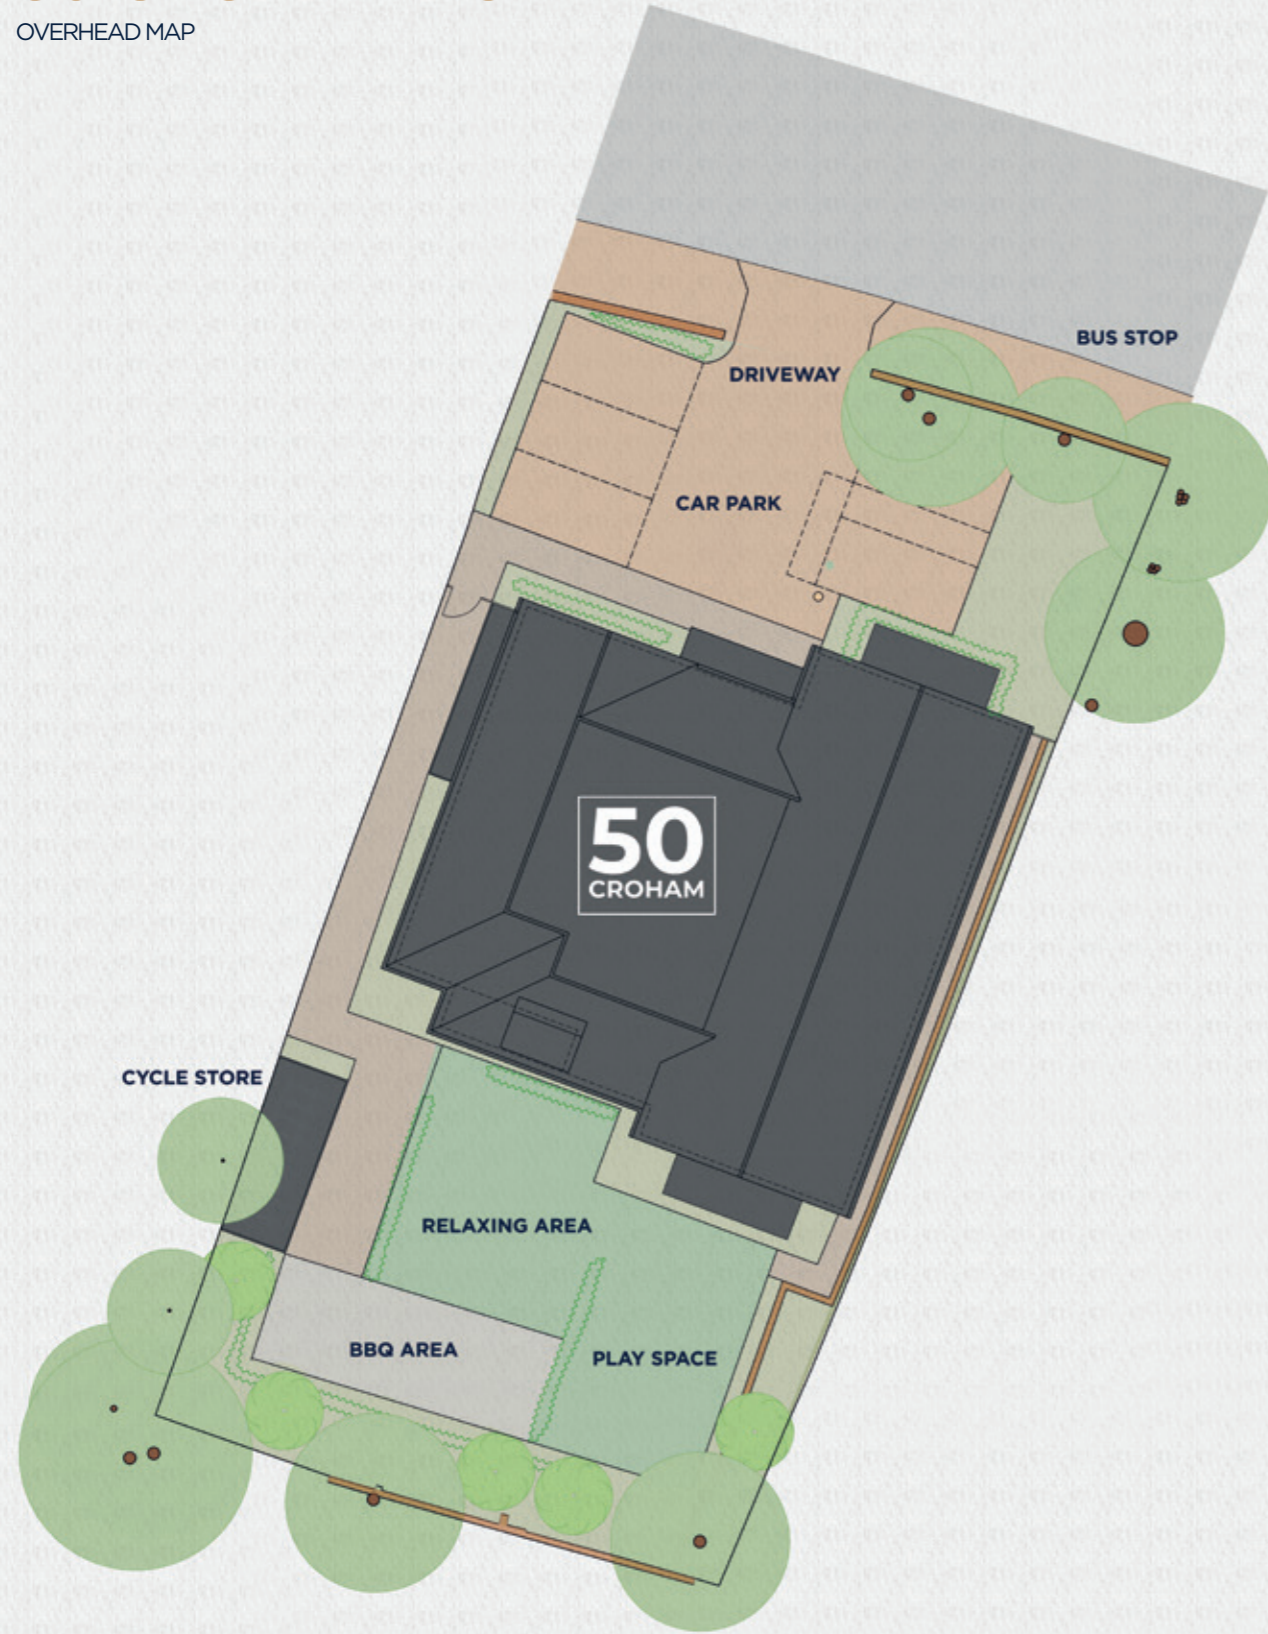 OVERHEAD MAP
BUS STOP
DRIVEWAY
CAR PARK
50
CROHAM
CYCLE STORE
RELAXING AREA
BBQ AREA
PLAY SPACE